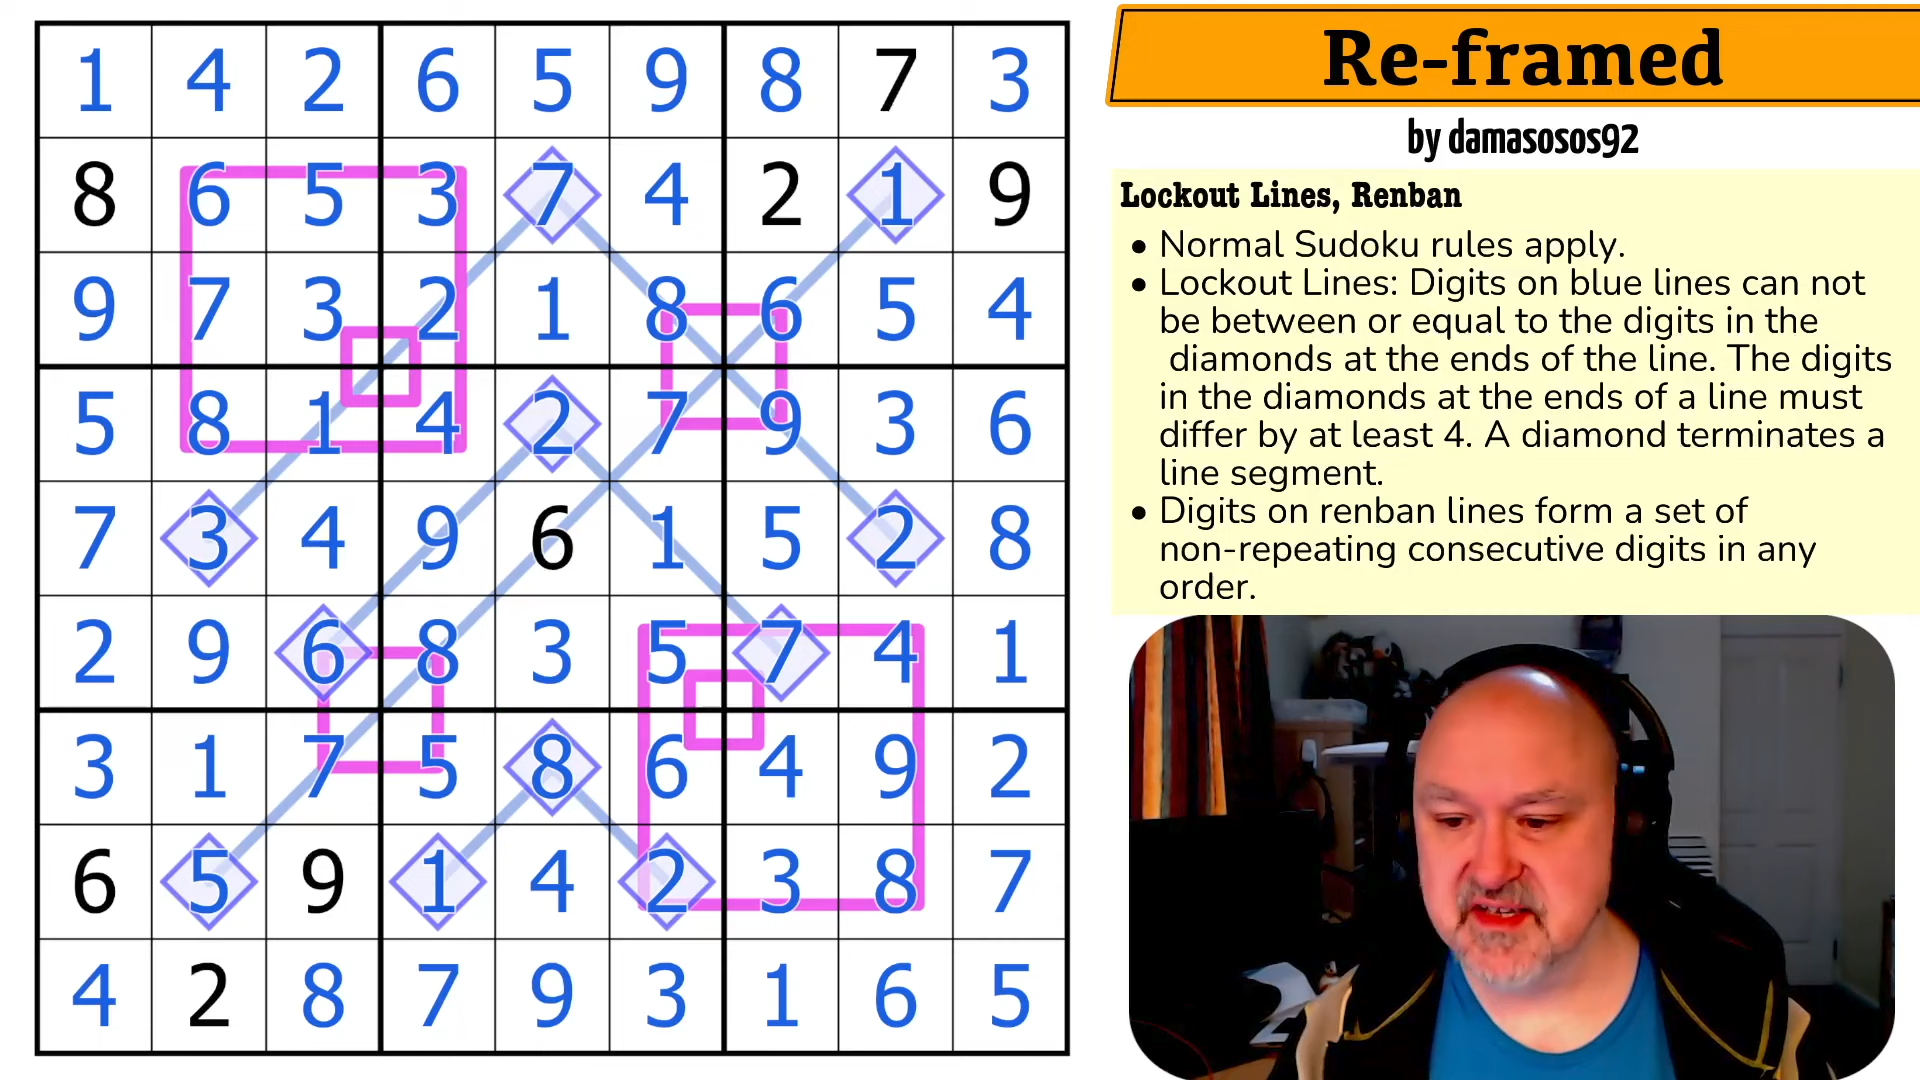 1 4 2 6 5 9 8 7 3
8 6 5 3 7 4 2 1 9
9 7 3 2 1 8 6 5 4
5 8 1 4 2 7 9 3 6
7 3 4 9 6 1 5 2 8
2 9 6 8 3 5 7 4 1
3 1 7 5 8 6 4 9 2
6 5 9 1 4 2 3 8 7
4 2 8 7 9 3 1 6 5
Re-framed
by damasosos92
Lockout Lines, Renban
• Normal Sudoku rules apply.
• Lockout Lines: Digits on blue lines can not
be between or equal to the digits in the
diamonds at the ends of the line. The digits
in the diamonds at the ends of a line must
differ by at least 4. A diamond terminates a
line segment.
• Digits on renban lines form a set of
non-repeating consecutive digits in any
order.